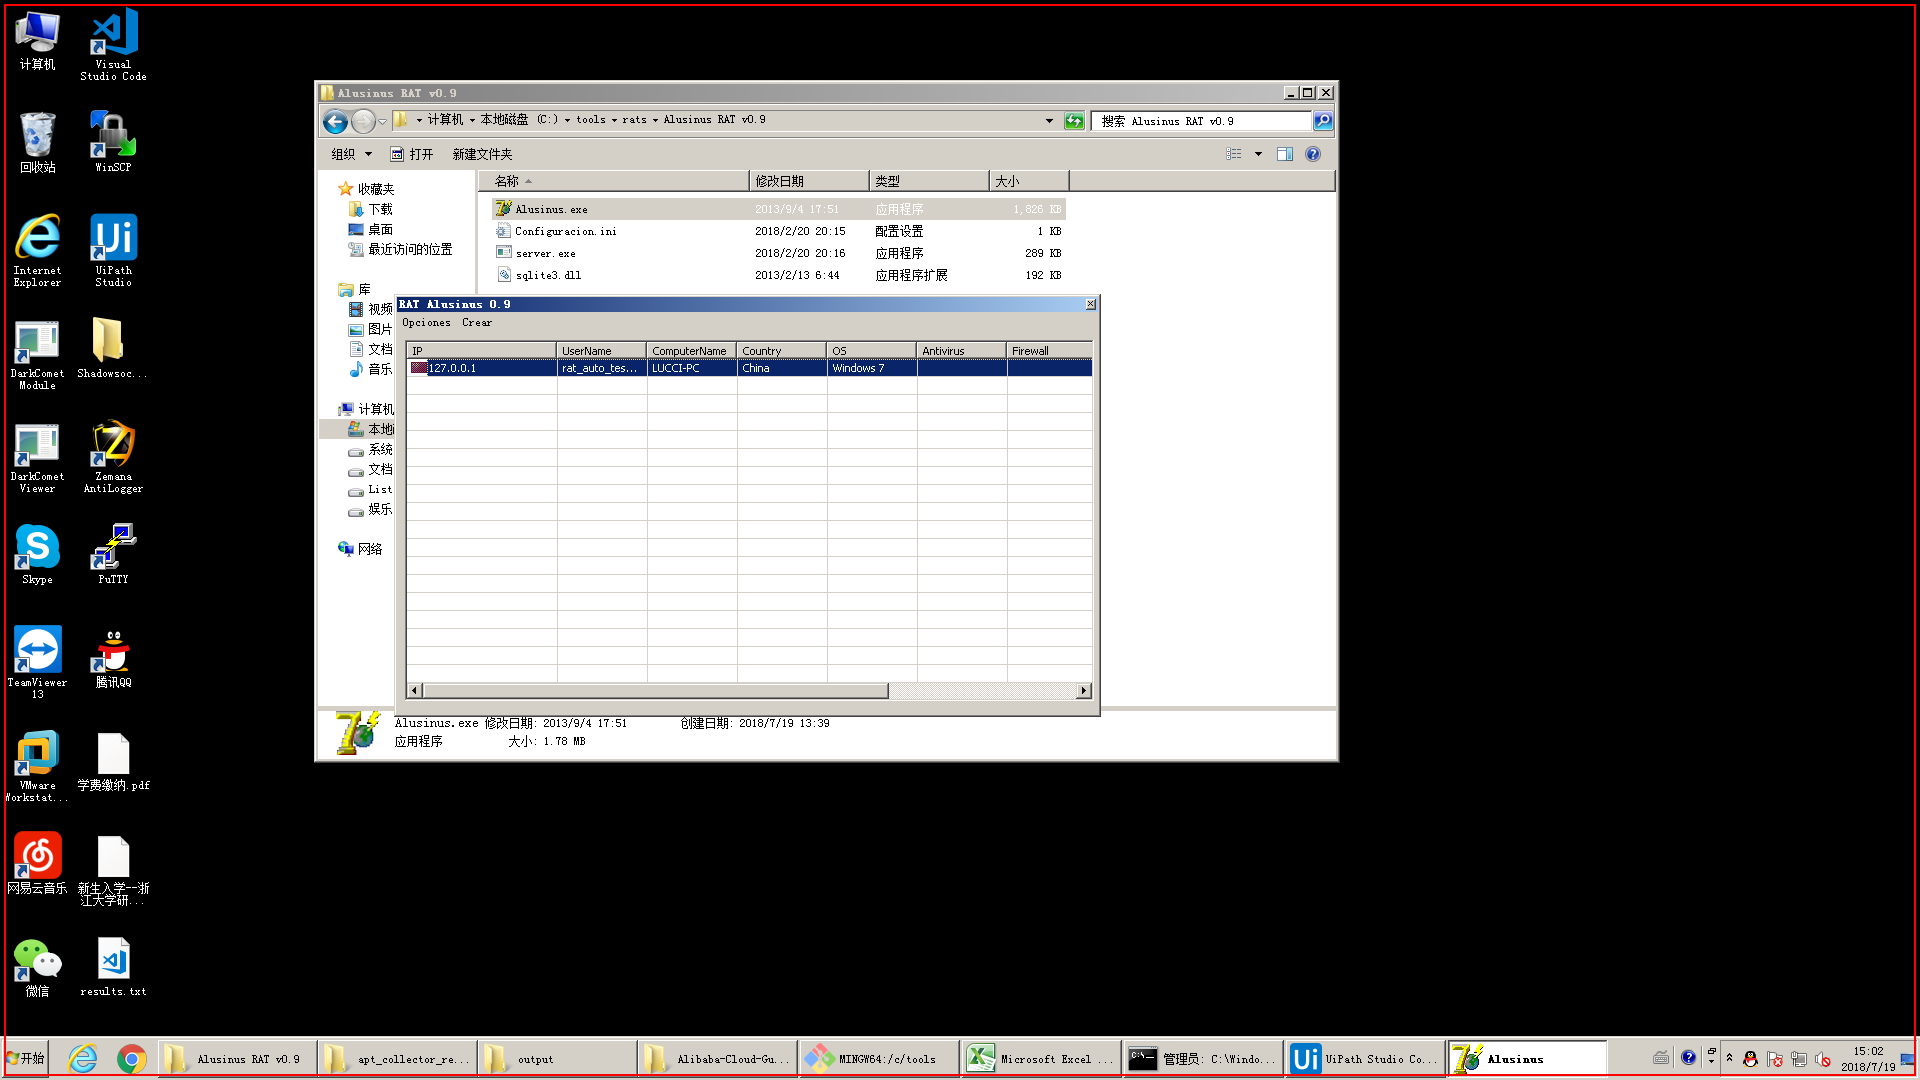 计算机
Visual
Studio Code
回收站
WinSCP
Internet
Explorer
UiPath
Studio
DarkComet
Module
Shadowsoc...
DarkComet
Viewer
Zemana
AntiLogger
Skype
PuTTY
TeamViewer
13
腾讯QQ
VMware
Workstat...
学费缴纳.pdf
网易云音乐
新生入学--浙
江大学研...
微信
results.txt
Alusinus RAT v0.9
计算机 本地磁盘 (C:) tools rats Alusinus RAT v0.9
搜索 Alusinus RAT v0.9
组织 打开 新建文件夹
收藏夹
下载
桌面
最近访问的位置
库
视频
图片
文档
音乐
计算机
本地
系统
文档
List
娱乐
网络
名称 修改日期 类型 大小
Alusinus.exe 2013/9/4 17:51 应用程序 1,826 KB
Configuracion.ini 2018/2/20 20:15 配置设置 1 KB
server.exe 2018/2/20 20:16 应用程序 289 KB
sqlite3.dll 2013/2/13 6:44 应用程序扩展 192 KB
RAT Alusinus 0.9
Opciones Crear
IP UserName ComputerName Country OS Antivirus Firewall
127.0.0.1 rat_auto_tes... LUCCI-PC China Windows 7
Alusinus.exe 修改日期: 2013/9/4 17:51 创建日期: 2018/7/19 13:39
应用程序 大小: 1.78 MB
开始
Alusinus RAT v0.9
apt_collector_re...
output
Alibaba-Cloud-Gu...
MINGW64:/c/tools
Microsoft Excel ...
管理员: C:\Windo...
UiPath Studio Co...
Alusinus
15:02
2018/7/19